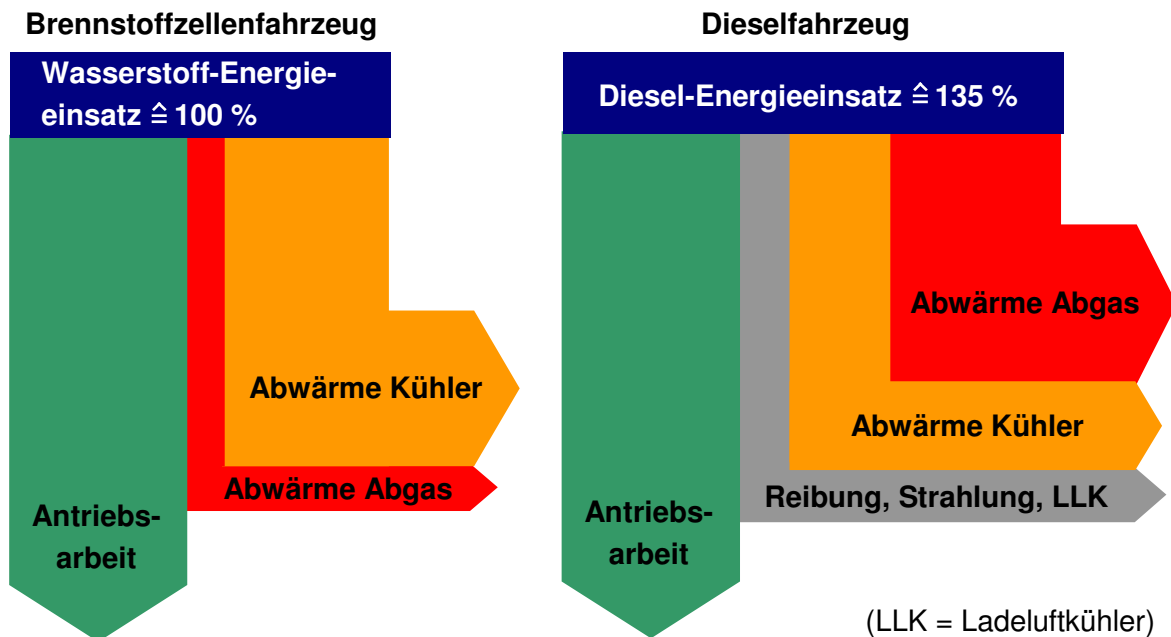 Brennstoffzellenfahrzeug
Wasserstoff-Energie-
einsatz ≙ 100 %
Abwärme Kühler
Abwärme Abgas
Antriebs-
arbeit
Dieselfahrzeug
Diesel-Energieeinsatz ≙ 135 %
Abwärme Abgas
Abwärme Kühler
Reibung, Strahlung, LLK
Antriebs-
arbeit
(LLK = Ladeluftkühler)